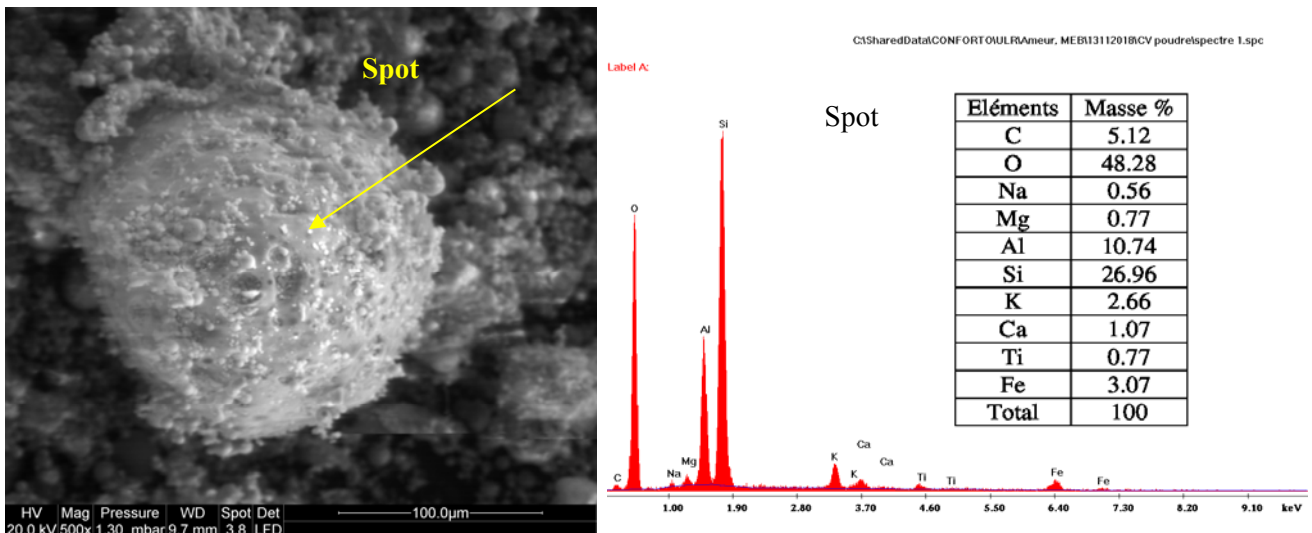 Spot
HV Mag Pressure WD Spot Det
20.0 kV 500x 1.30 mbar 9.7 mm 3.8 LFD
100.0µm
C:\SharedData\CONFORTO\ULR\Ameur, MEB\13112018\CV poudre\spectre 1.spc
Label A:
Spot
Eléments Masse %
C 5.12
O 48.28
Na 0.56
Mg 0.77
Al 10.74
Si 26.96
K 2.66
Ca 1.07
Ti 0.77
Fe 3.07
Total 100
Si
O
Al
Ca
K Ca
C Na Mg K Ti Ti Fe Fe
1.00 1.90 2.80 3.70 4.60 5.50 6.40 7.30 8.20 9.10 keV